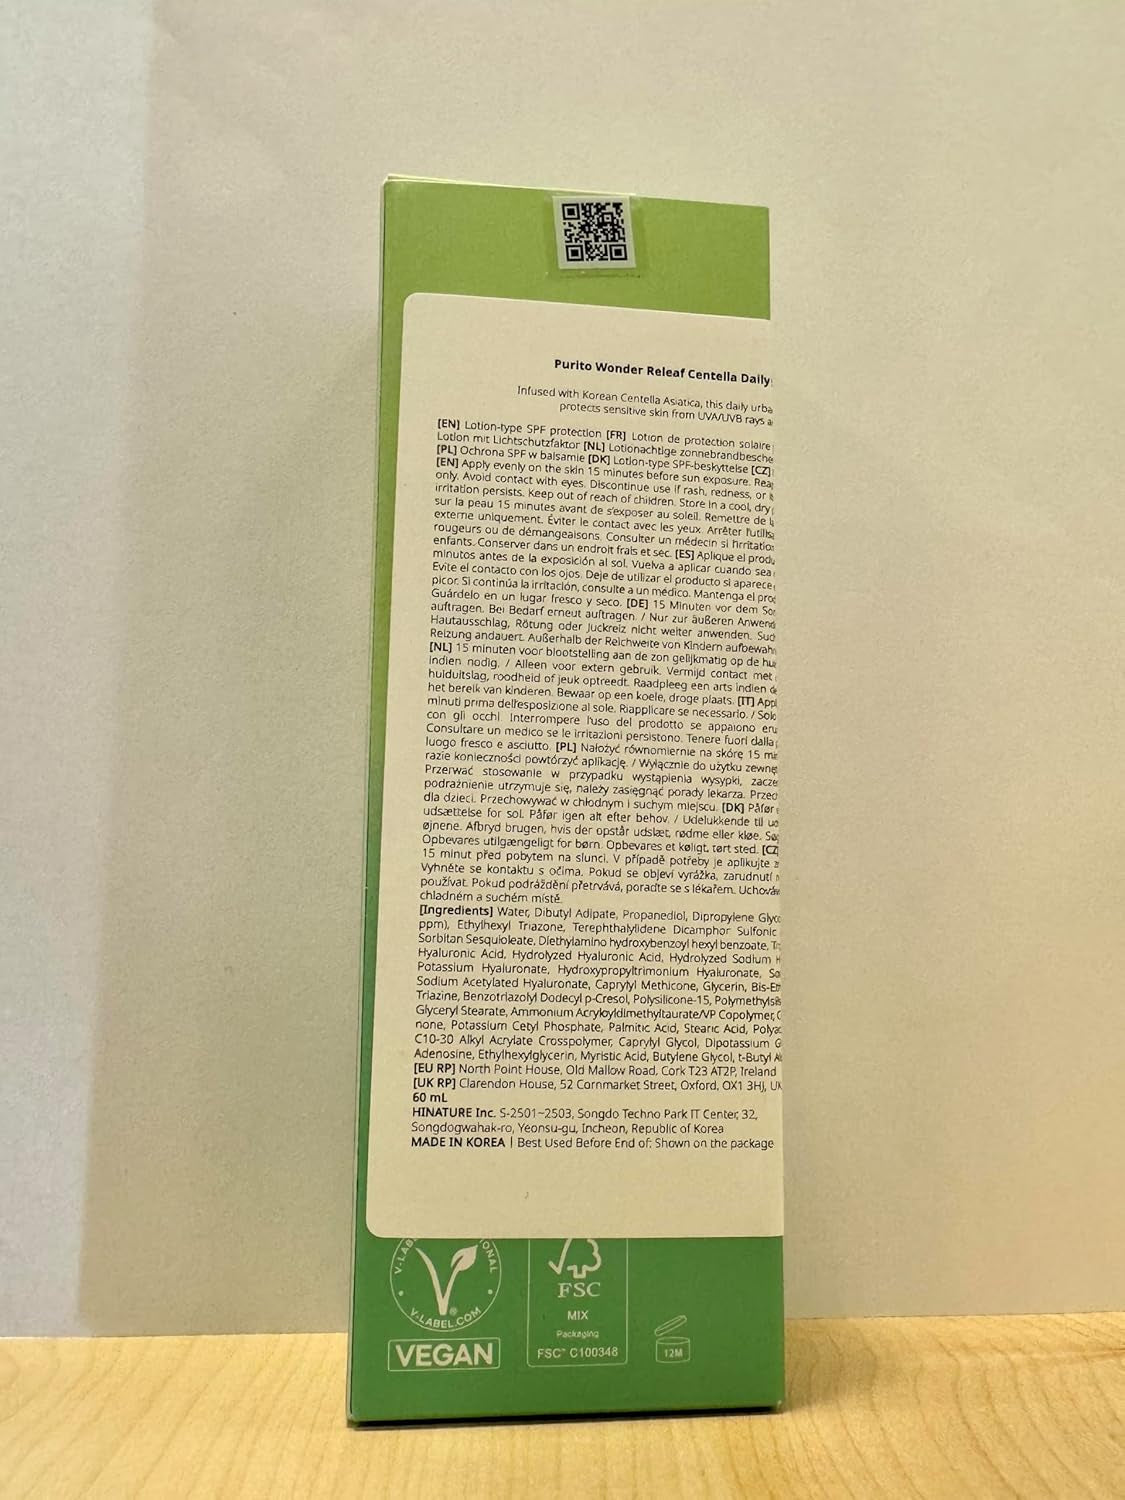 Purito Wonder Releaf Centella Daily
Infused with Korean Centella Asiatica, this daily urba
protects sensitive skin from UVA/UVB rays a
[EN] Lotion-type SPF protection [FR] Lotion de protection solaire
Lotion mit Lichtschutzfaktor [NL] Lotionachtige zonnebrandbesche
[PL] Ochrona SPF w balsamie [DK] Lotion-type SPF-beskyttelse [CZ]
[EN] Apply evenly on the skin 15 minutes before sun exposure. Reap
only. Avoid contact with eyes. Discontinue use if rash, redness, or it
irritation persists. Keep out of reach of children. Store in a cool, dry
sur la peau 15 minutes avant de s'exposer au soleil. Remettre de l
externe uniquement. Éviter le contact avec les yeux. Arrêter l'utilisa
rougeurs ou de démangeaisons. Consulter un médecin si l'irritation
enfants. Conserver dans un endroit frais et sec. [ES] Aplique el produ
minutos antes de la exposición al sol. Vuelva a aplicar cuando sea
Evite el contacto con los ojos. Deje de utilizar el producto si aparece
picor. Si continúa la irritación, consulte a un médico. Mantenga el prod
Guárdelo en un lugar fresco y seco. [DE] 15 Minuten vor dem Son
auftragen. Bei Bedarf erneut auftragen. / Nur zur äußeren Anwend
Hautausschlag, Rötung oder Juckreiz nicht weiter anwenden. Such
Reizung andauert. Außerhalb der Reichweite von Kindern aufbewahr
[NL] 15 minuten voor blootstelling aan de zon gelijkmatig op de hu
indien nodig. / Alleen voor extern gebruik. Vermijd contact met
huiduitslag, roodheid of jeuk optreedt. Raadpleeg een arts indien de
het bereik van kinderen. Bewaar op een koele, droge plaats. [IT] Appl
minuti prima dell'esposizione al sole. Riapplicare se necessario. / Solo
con gli occhi. Interrompere l'uso del prodotto se appaiono eru
Consultare un medico se le irritazioni persistono. Tenere fuori dalla
luogo fresco e asciutto. [PL] Nałożyć równomiernie na skórę 15 min
razie konieczności powtórzyć aplikację. / Wyłącznie do użytku zewnęt
Przerwać stosowanie w przypadku wystąpienia wysypki, zacze
podrażnienie utrzymuje się, należy zasięgnąć porady lekarza. Przech
dla dzieci. Przechowywać w chłodnym i suchym miejscu. [DK] Påfør
udsættelse for sol. Påfør igen alt efter behov. / Udelukkende til ud
øjnene. Afbryd brugen, hvis der opstår udslæt, rødme eller kløe. Søg
Opbevares utilgængeligt for børn. Opbevares et køligt, tørt sted. [CZ]
15 minut před pobytem na slunci. V případě potřeby je aplikujte z
Vyhněte se kontaktu s očima. Pokud se objeví vyrážka, zarudnutí n
používat. Pokud podráždění přetrvává, poraďte se s lékařem. Uchováv
chladném a suchém místě.
[Ingredients] Water, Dibutyl Adipate, Propanediol, Dipropylene Glyc
ppm), Ethylhexyl Triazone, Terephthalylidene Dicamphor Sulfonic
Sorbitan Sesquioleate, Diethylamino hydroxybenzoyl hexyl benzoate, Tr
Hyaluronic Acid, Hydrolyzed Hyaluronic Acid, Hydrolyzed Sodium H
Potassium Hyaluronate, Hydroxypropyltrimonium Hyaluronate, So
Sodium Acetylated Hyaluronate, Caprylyl Methicone, Glycerin, Bis-Et
Triazine, Benzotriazolyl Dodecyl p-Cresol, Polysilicone-15, Polymethyls
Glyceryl Stearate, Ammonium Acryloyldimethyltaurate/VP Copolymer, C
none, Potassium Cetyl Phosphate, Palmitic Acid, Stearic Acid, Polyac
C10-30 Alkyl Acrylate Crosspolymer, Caprylyl Glycol, Dipotassium G
Adenosine, Ethylhexylglycerin, Myristic Acid, Butylene Glycol, t-Butyl Al
[EU RP] North Point House, Old Mallow Road, Cork T23 AT2P, Ireland
[UK RP] Clarendon House, 52 Cornmarket Street, Oxford, OX1 3HJ, UK
60 mL
HINATURE Inc. S-2501~2503, Songdo Techno Park IT Center, 32,
Songdogwahak-ro, Yeonsu-gu, Incheon, Republic of Korea
MADE IN KOREA | Best Used Before End of: Shown on the package
V-LABEL.COM
VEGAN
FSC
MIX
Packaging
FSC™ C100348
12M